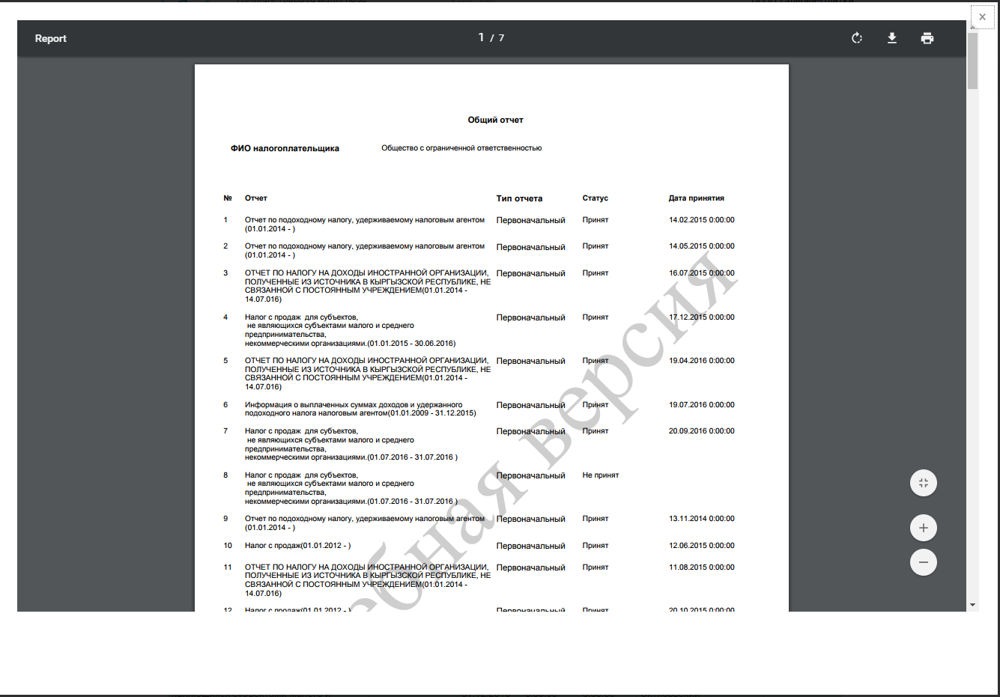 Report
1 / 7
Общий отчет
ФИО налогоплательщика Общество с ограниченной ответственностью
№ Отчет Тип отчета Статус Дата принятия
1 Отчет по подоходному налогу, удерживаемому налоговым агентом Первоначальный Принят 14.02.2015 0:00:00
(01.01.2014 - )
2 Отчет по подоходному налогу, удерживаемому налоговым агентом Первоначальный Принят 14.05.2015 0:00:00
(01.01.2014 - )
3 ОТЧЕТ ПО НАЛОГУ НА ДОХОДЫ ИНОСТРАННОЙ ОРГАНИЗАЦИИ, Первоначальный Принят 16.07.2015 0:00:00
ПОЛУЧЕННЫЕ ИЗ ИСТОЧНИКА В КЫРГЫЗСКОЙ РЕСПУБЛИКЕ, НЕ
СВЯЗАННОЙ С ПОСТОЯННЫМ УЧРЕЖДЕНИЕМ(01.01.2014 -
14.07.016)
4 Налог с продаж для субъектов, Первоначальный Принят 17.12.2015 0:00:00
не являющихся субъектами малого и среднего
предпринимательства,
некоммерческими организациями.(01.01.2015 - 30.06.2016)
5 ОТЧЕТ ПО НАЛОГУ НА ДОХОДЫ ИНОСТРАННОЙ ОРГАНИЗАЦИИ, Первоначальный Принят 19.04.2016 0:00:00
ПОЛУЧЕННЫЕ ИЗ ИСТОЧНИКА В КЫРГЫЗСКОЙ РЕСПУБЛИКЕ, НЕ
СВЯЗАННОЙ С ПОСТОЯННЫМ УЧРЕЖДЕНИЕМ(01.01.2014 -
14.07.016)
6 Информация о выплаченных суммах доходов и удержанного Первоначальный Принят 19.07.2016 0:00:00
подоходного налога налоговым агентом(01.01.2009 - 31.12.2015)
7 Налог с продаж для субъектов, Первоначальный Принят 20.09.2016 0:00:00
не являющихся субъектами малого и среднего
предпринимательства,
некоммерческими организациями.(01.07.2016 - 31.07.2016 )
8 Налог с продаж для субъектов, Первоначальный Не принят
не являющихся субъектами малого и среднего
предпринимательства,
некоммерческими организациями.(01.07.2016 - 31.07.2016 )
9 Отчет по подоходному налогу, удерживаемому налоговым агентом Первоначальный Принят 13.11.2014 0:00:00
(01.01.2014 - )
10 Налог с продаж(01.01.2012 - ) Первоначальный Принят 12.06.2015 0:00:00
11 ОТЧЕТ ПО НАЛОГУ НА ДОХОДЫ ИНОСТРАННОЙ ОРГАНИЗАЦИИ, Первоначальный Принят 11.08.2015 0:00:00
ПОЛУЧЕННЫЕ ИЗ ИСТОЧНИКА В КЫРГЫЗСКОЙ РЕСПУБЛИКЕ, НЕ
СВЯЗАННОЙ С ПОСТОЯННЫМ УЧРЕЖДЕНИЕМ(01.01.2014 -
14.07.016)
12 Налог с продаж(01.01.2012 - ) Первоначальный Принят 20.10.2015 0:00:00
бная версия